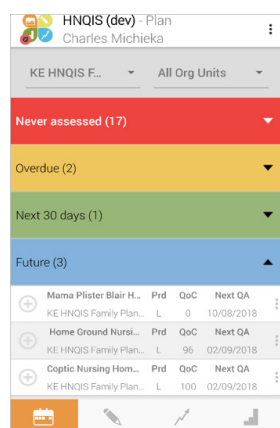 HNQIS (dev) - Plan
Charles Michieka
KE HNQIS F... All Org Units
Never assessed (17)
Overdue (2)
Next 30 days (1)
Future (3)
Mama Plister Blair H... Prd QoC Next QA
KE HNQIS Family Plan... L 0 10/08/2018
Home Ground Nursi... Prd QoC Next QA
KE HNQIS Family Plan... L 96 02/09/2018
Coptic Nursing Hom... Prd QoC Next QA
KE HNQIS Family Plan... L 100 02/09/2018